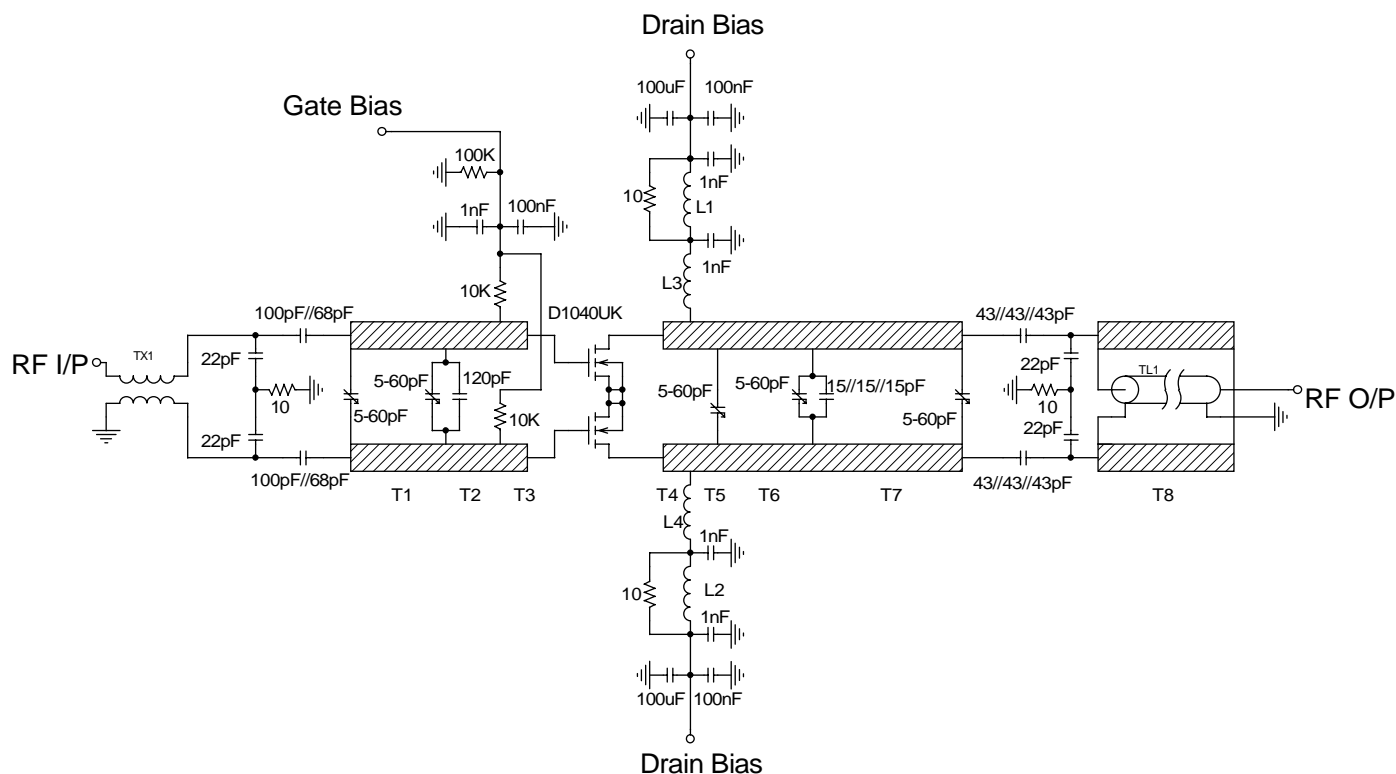 Drain Bias
100uF
100nF
Gate Bias
100K
1nF
10
L1
1nF
100nF
1nF
L3
10K
D1040UK
100pF//68pF
43//43//43pF
RF I/P
TX1
22pF
5-60pF
120pF
5-60pF
5-60pF
15//15//15pF
22pF
TL1
10
5-60pF
10K
5-60pF
10
RF O/P
22pF
22pF
100pF//68pF
43//43//43pF
T1
T2
T3
T4
T5
T6
T7
T8
L4
1nF
10
L2
1nF
100uF
100nF
Drain Bias